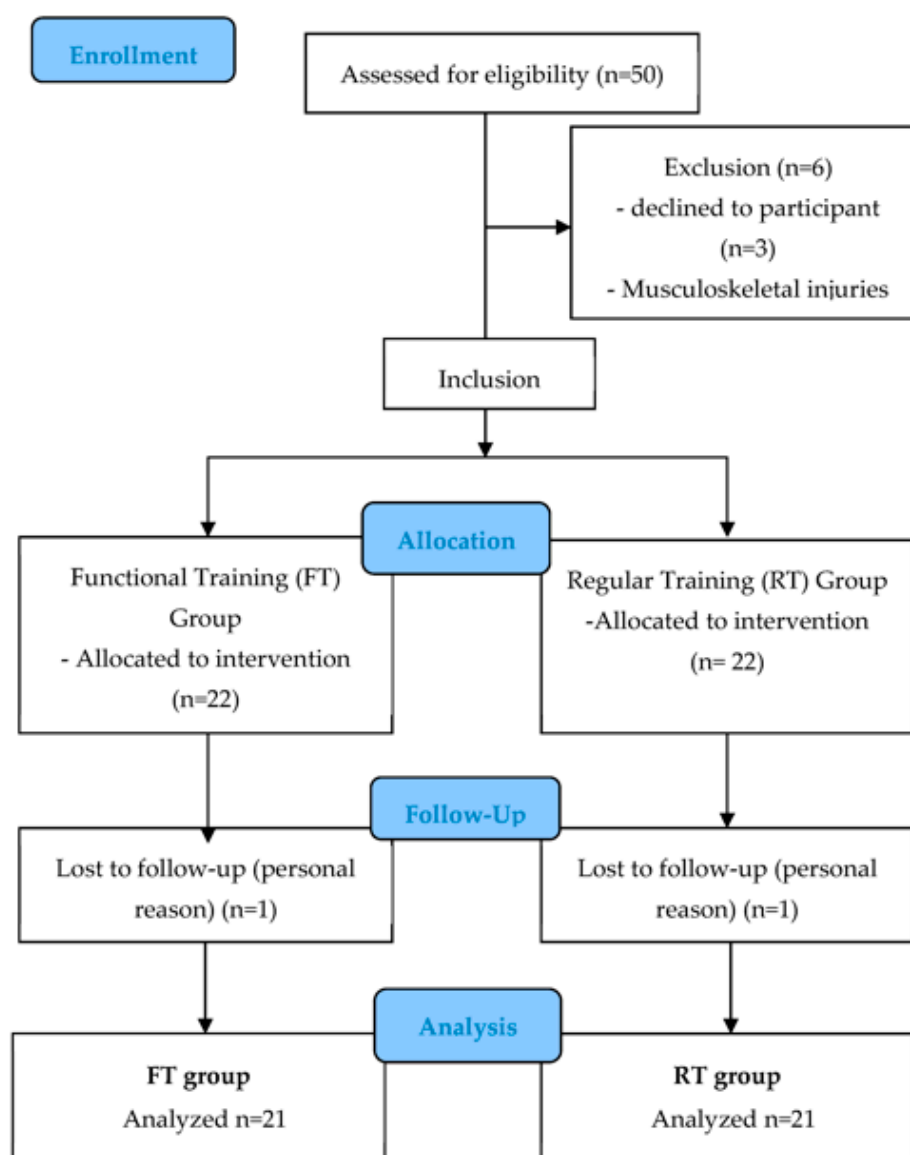 Enrollment
Assessed for eligibility (n=50)
Exclusion (n=6)
- declined to participant
(n=3)
- Musculoskeletal injuries
Inclusion
Allocation
Functional Training (FT)
Group
- Allocated to intervention
(n=22)
Regular Training (RT) Group
-Allocated to intervention
(n= 22)
Follow-Up
Lost to follow-up (personal
reason) (n=1)
Lost to follow-up (personal
reason) (n=1)
Analysis
FT group
Analyzed n=21
RT group
Analyzed n=21